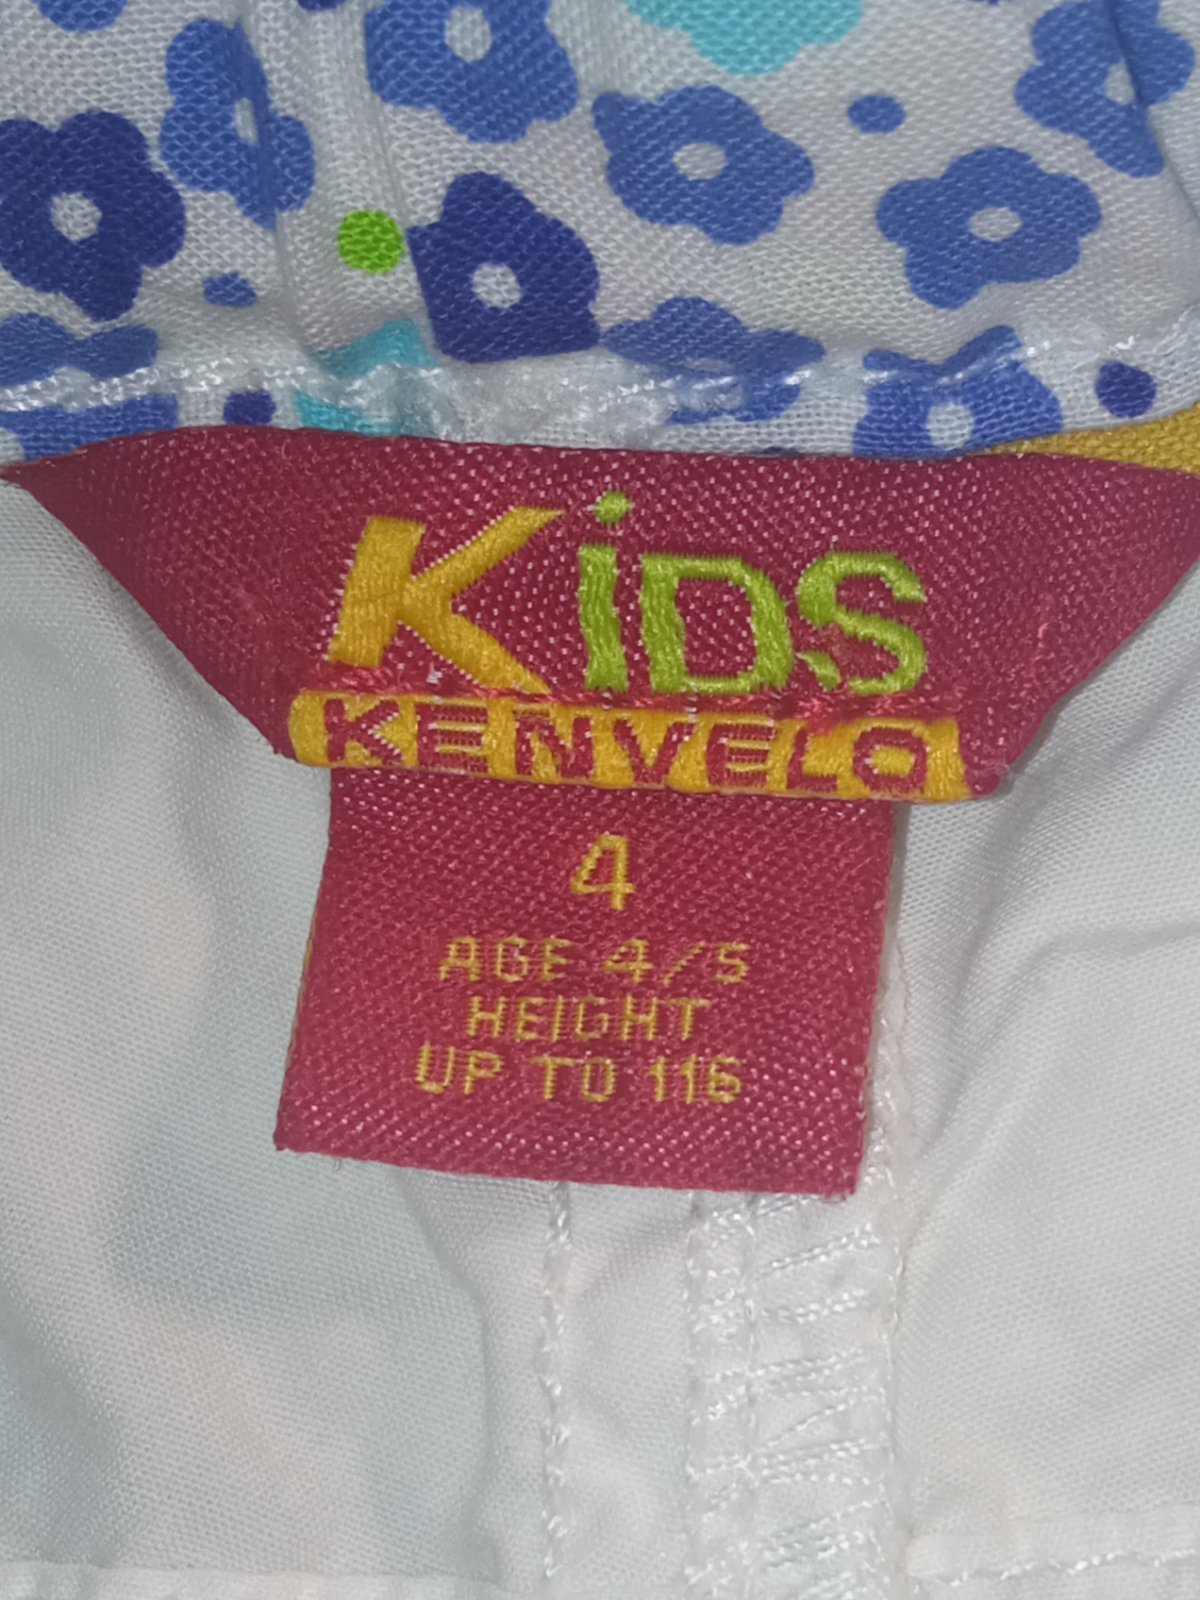 KiDS
KENVELO
4
AGE 4/5
HEIGHT
UP TO 116